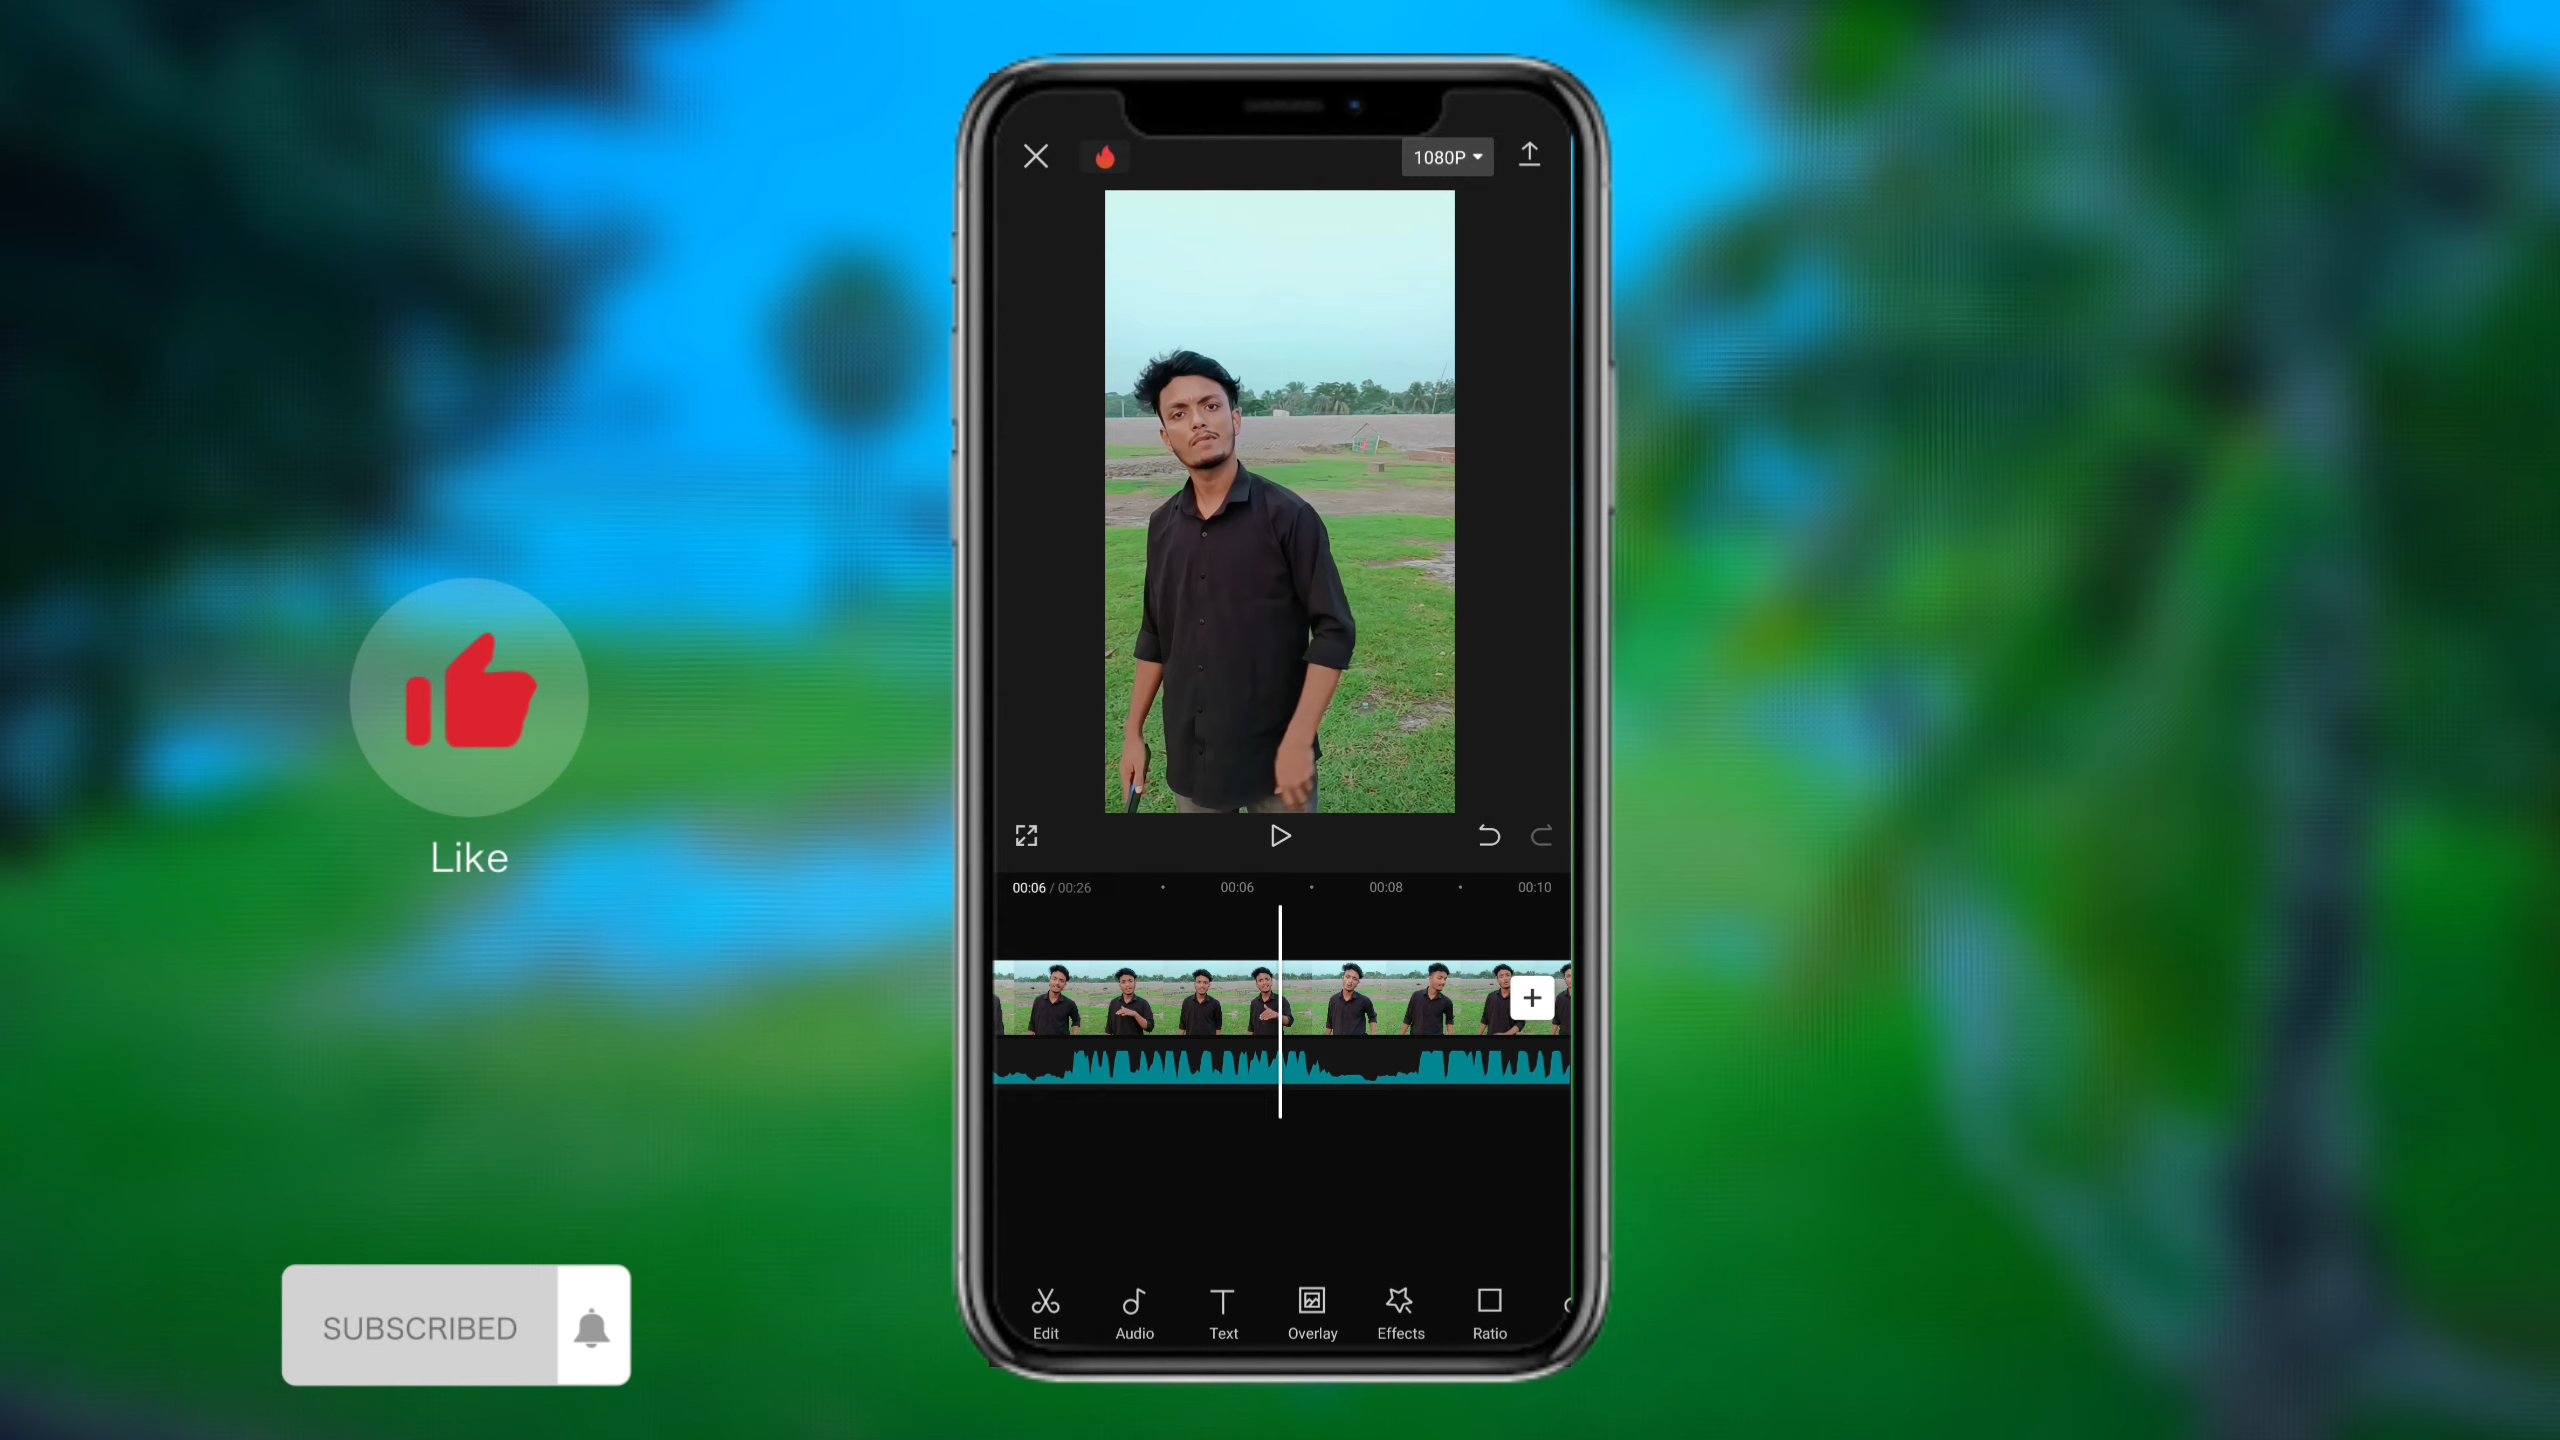 1080P
00:06 / 00:26
00:06
00:08
00:10
Like
SUBSCRIBED
Edit
Audio
Text
Overlay
Effects
Ratio